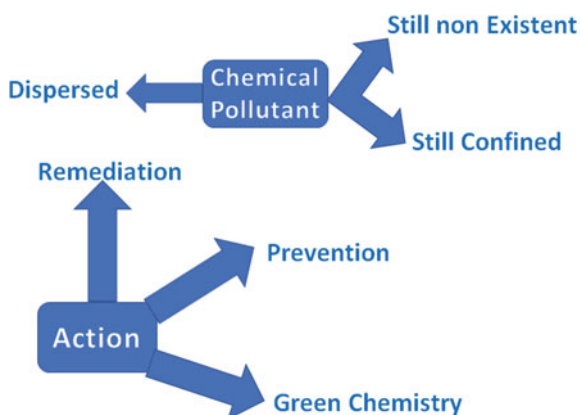 Still non Existent
Dispersed
Chemical
Pollutant
Still Confined
Remediation
Prevention
Action
Green Chemistry